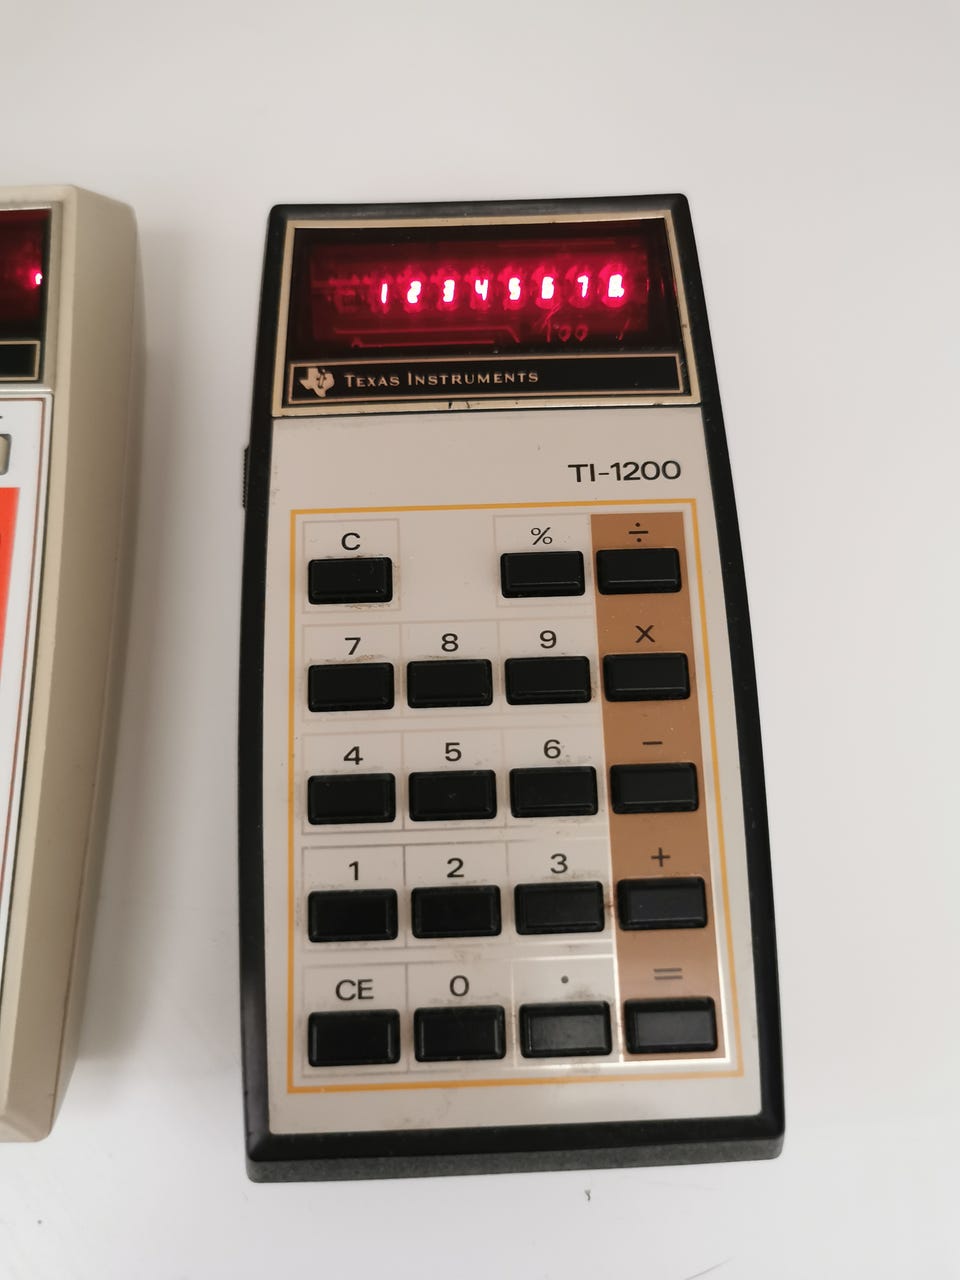 12345678.
TEXAS INSTRUMENTS
TI-1200
C % ÷
7 8 9 X
4 5 6 −
1 2 3 +
CE 0 . =